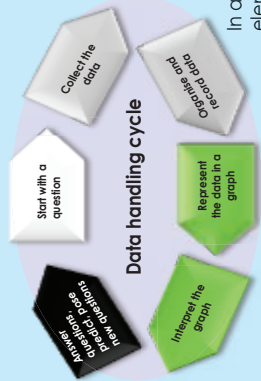 Data handling cycle
Start with a
question
Collect the
data
Organise and
record data
Represent
the data in a
graph
Interpret the
graph
Answer
questions,
predict, pose
new questions
In a
elem